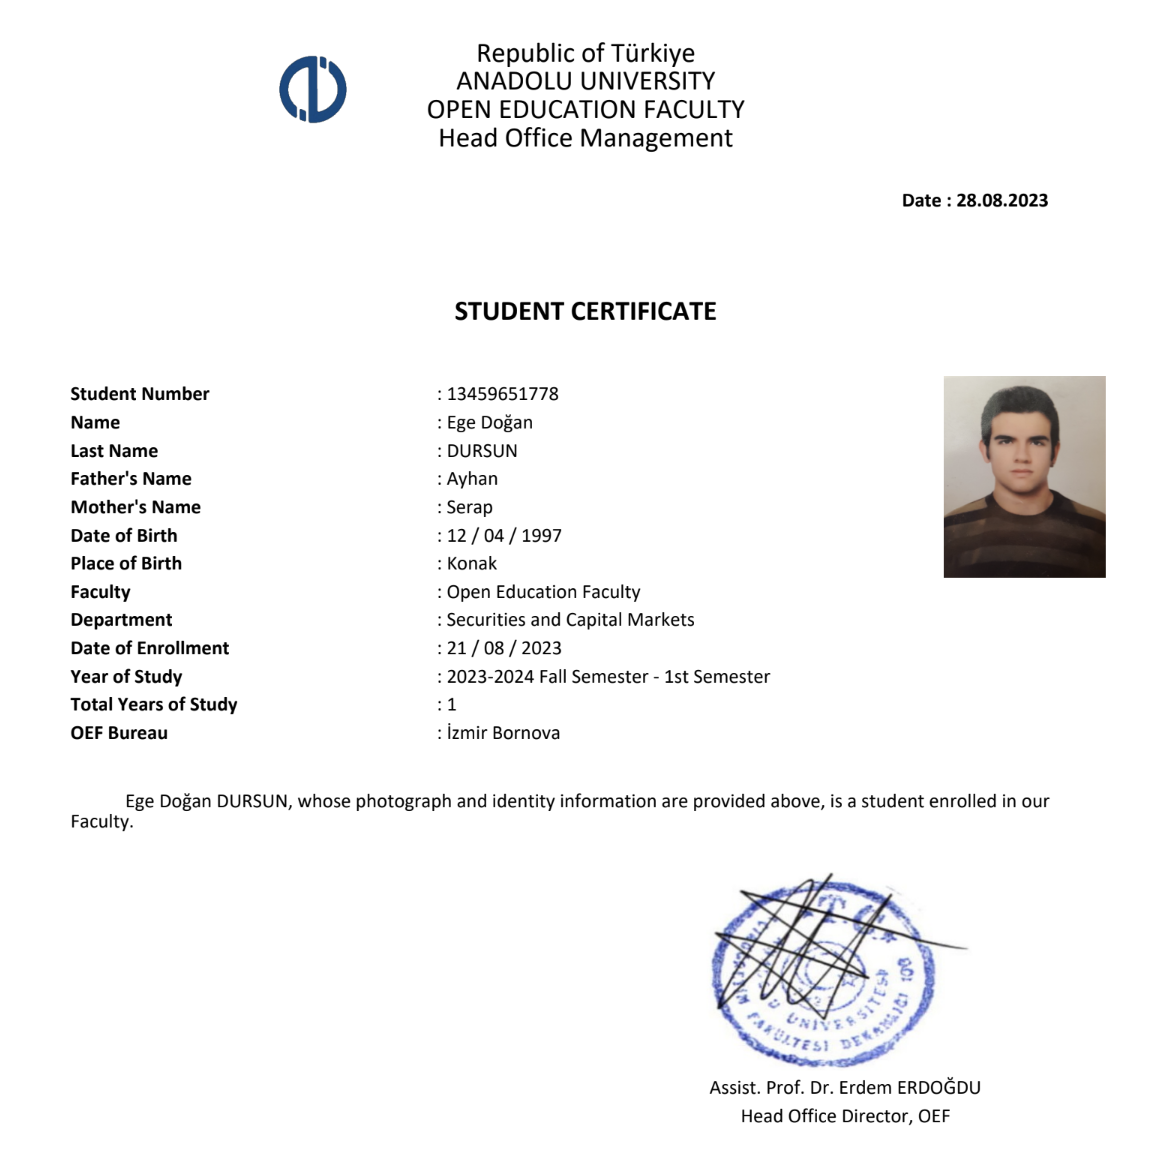 Republic of Türkiye
ANADOLU UNIVERSITY
OPEN EDUCATION FACULTY
Head Office Management
Date : 28.08.2023
STUDENT CERTIFICATE
Student Number : 13459651778
Name : Ege Doğan
Last Name : DURSUN
Father's Name : Ayhan
Mother's Name : Serap
Date of Birth : 12 / 04 / 1997
Place of Birth : Konak
Faculty : Open Education Faculty
Department : Securities and Capital Markets
Date of Enrollment : 21 / 08 / 2023
Year of Study : 2023-2024 Fall Semester - 1st Semester
Total Years of Study : 1
OEF Bureau : İzmir Bornova
Ege Doğan DURSUN, whose photograph and identity information are provided above, is a student enrolled in our
Faculty.
T.C.
ÜNİVERSİTESİ
FAKÜLTESİ DEKANLIĞI
Assist. Prof. Dr. Erdem ERDOĞDU
Head Office Director, OEF